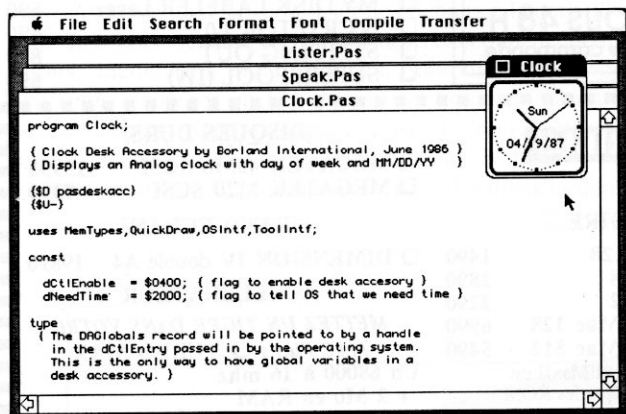 File Edit Search Format Font Compile Transfer
Lister.Pas
Speak.Pas
Clock.Pas
Clock
Sun
04/19/87
program Clock;
{ Clock Desk Accessory by Borland International, June 1986 }
{ Displays an Analog clock with day of week and MM/DD/YY }
{$D pasdeskacc}
{$U-}
uses MemTypes,QuickDraw,OSIntf,ToolIntf;
const
dCtlEnable = $0400; { flag to enable desk accesory }
dNeedTime = $2000; { flag to tell OS that we need time }
type
{ The DAGlobals record will be pointed to by a handle
in the dCtlEntry passed in by the operating system.
This is the only way to have global variables in a
desk accessory. }